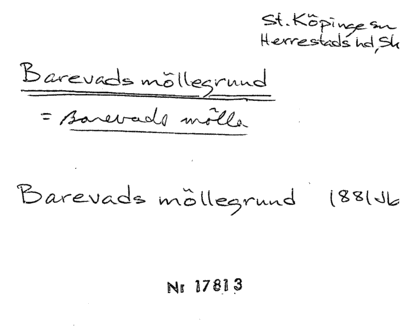 St. Köpinge sn
Herrestads hd, Sk
Barevads möllegrund
= Barevads mölla
Barevads möllegrund 1881 Jb
Nr 17813